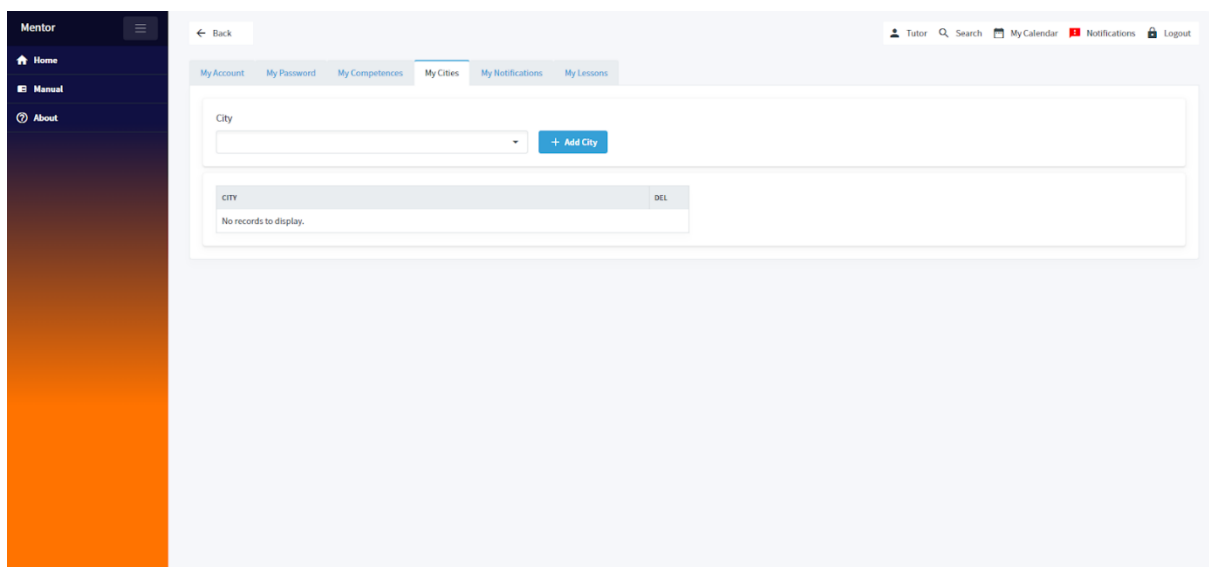 Mentor
Home
Manual
About
Back
Tutor Search My Calendar Notifications Logout
My Account My Password My Competences My Cities My Notifications My Lessons
City
+ Add City
CITY DEL
No records to display.